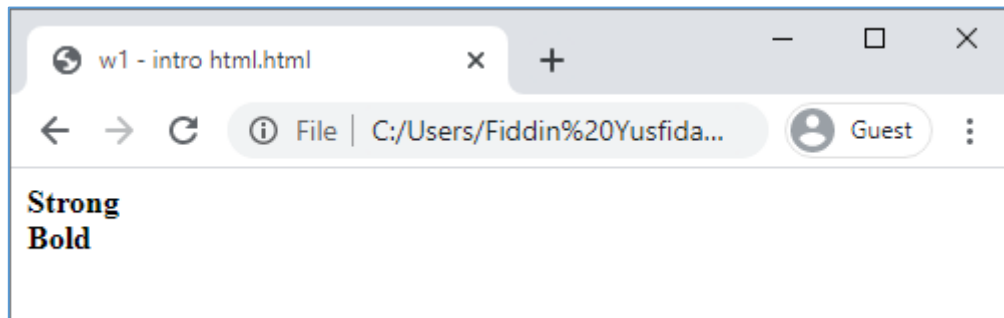 w1 - intro html.html
File | C:/Users/Fiddin%20Yusfida... Guest
Strong
Bold